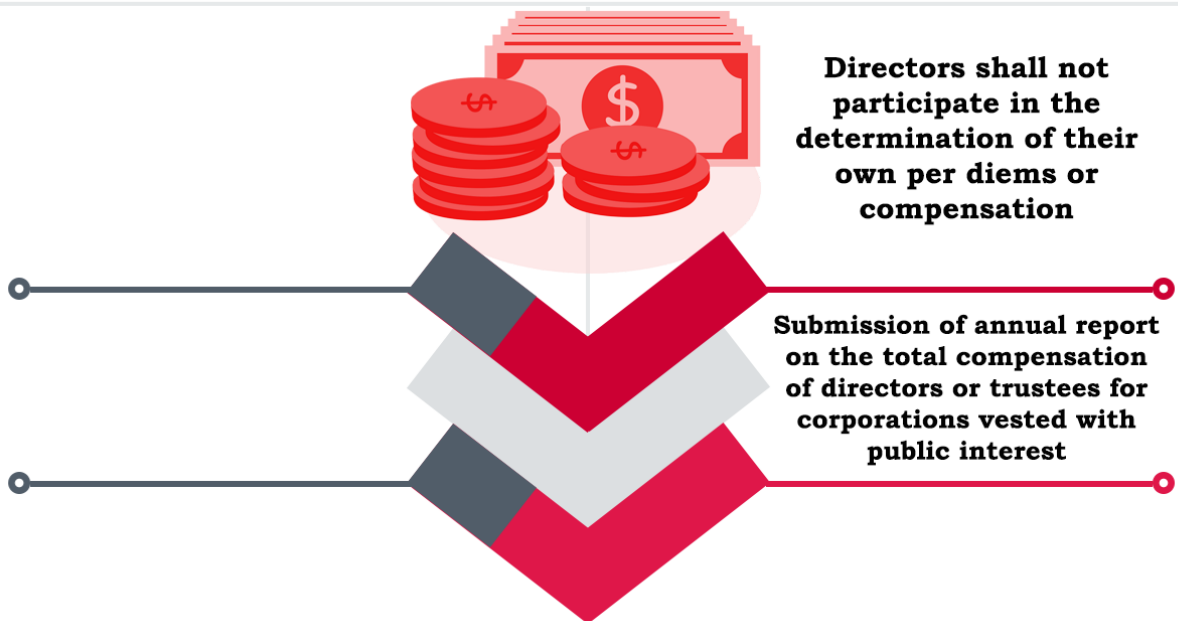 $
$
$
Directors shall not
participate in the
determination of their
own per diems or
compensation
Submission of annual report
on the total compensation
of directors or trustees for
corporations vested with
public interest